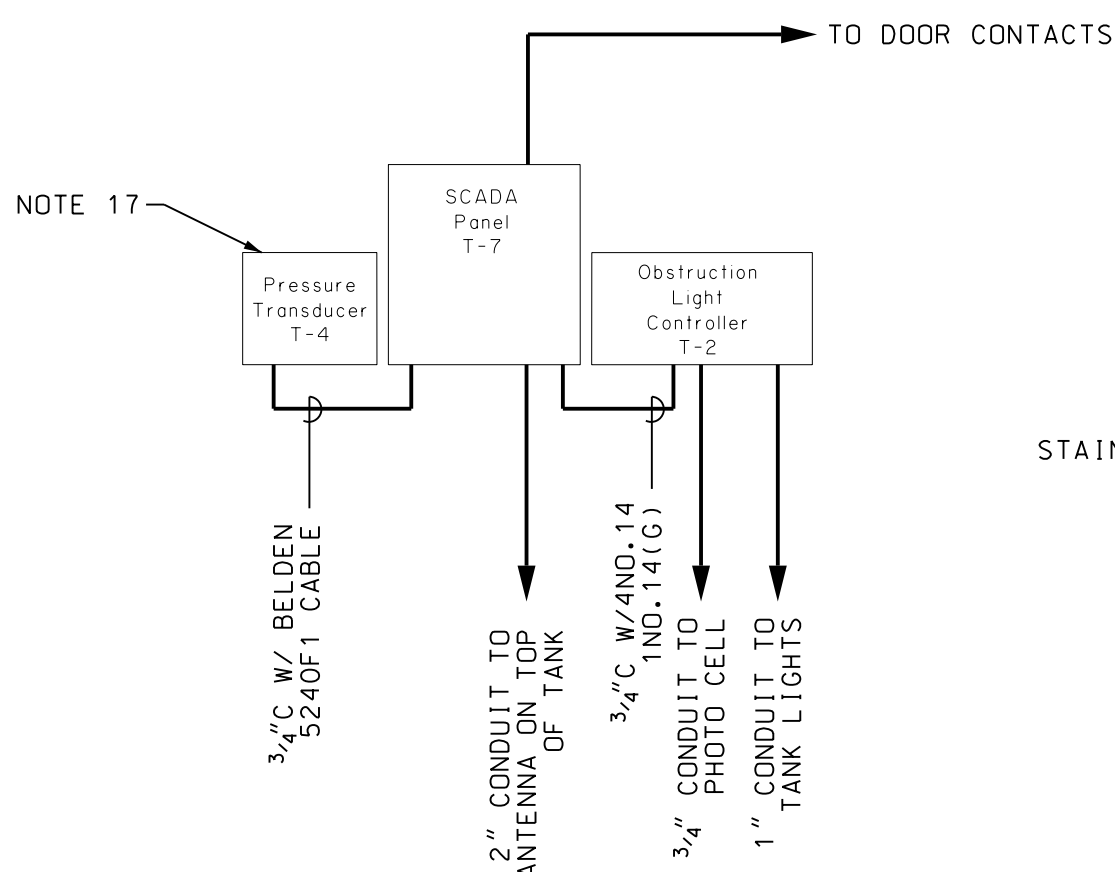 TO DOOR CONTACTS
NOTE 17
SCADA
Panel
T-7
Pressure
Transducer
T-4
Obstruction
Light
Controller
T-2
STAIN
3/4"C W/ BELDEN
5240F1 CABLE
2" CONDUIT TO
ANTENNA ON TOP
OF TANK
3/4"C W/4NO.14
1NO.14(G)
3/4" CONDUIT TO
PHOTO CELL
1" CONDUIT TO
TANK LIGHTS